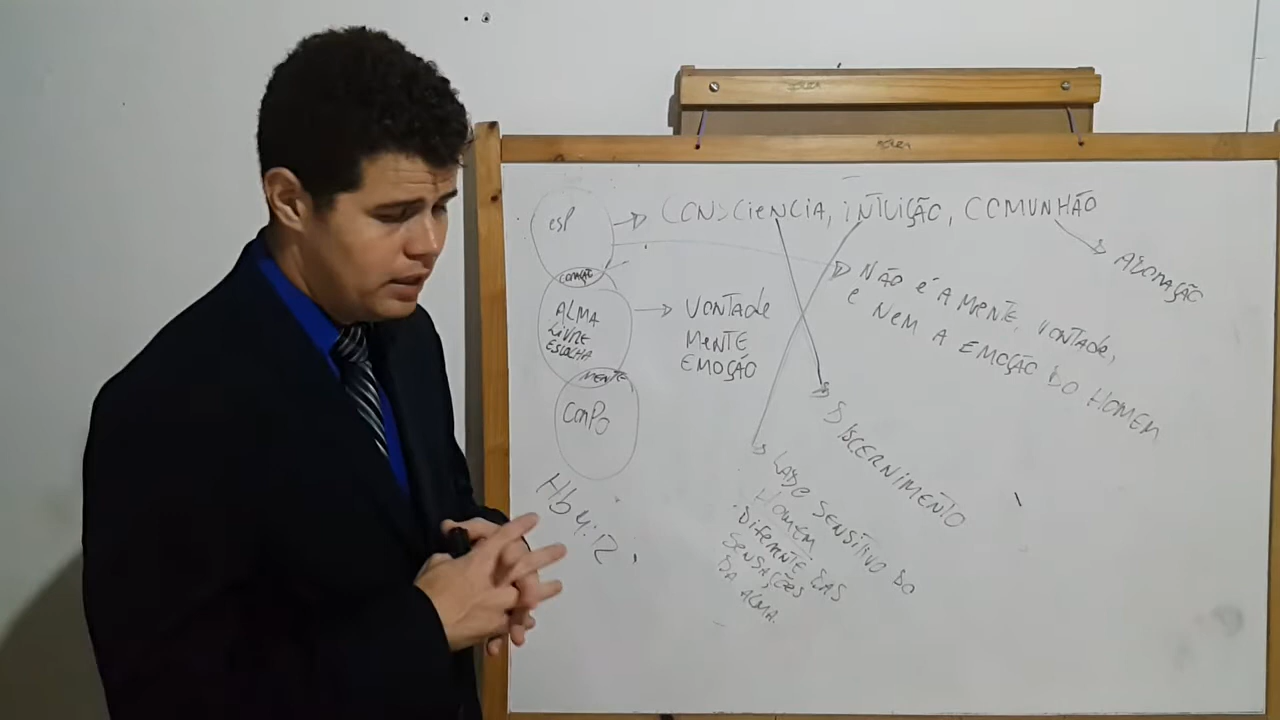 esp
CONSCIENCIA, INTUIÇÃO, COMUNHÃO
ADORAÇÃO
CORAÇÃO
NÃO É A MENTE, VONTADE,
E NEM A EMOÇÃO DO HOMEM
ALMA
LIVRE
ESCOLHA
VONTADE
MENTE
EMOÇÃO
MENTE
CORPO
DISCERNIMENTO
LADO SENSITIVO DO
HOMEM
DIFERENTE DAS
SENSAÇÕES
DA ALMA.
Hb 4:12